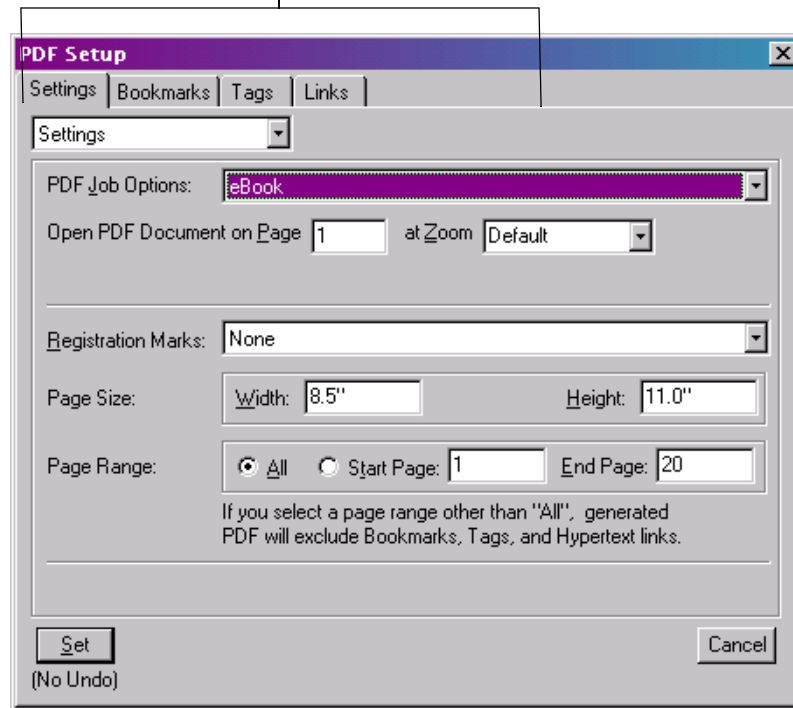 PDF Setup
Settings Bookmarks Tags Links
Settings
PDF Job Options: eBook
Open PDF Document on Page 1 at Zoom Default
Registration Marks: None
Page Size: Width: 8.5" Height: 11.0"
Page Range: All Start Page: 1 End Page: 20
If you select a page range other than "All", generated
PDF will exclude Bookmarks, Tags, and Hypertext links.
Set Cancel
(No Undo)